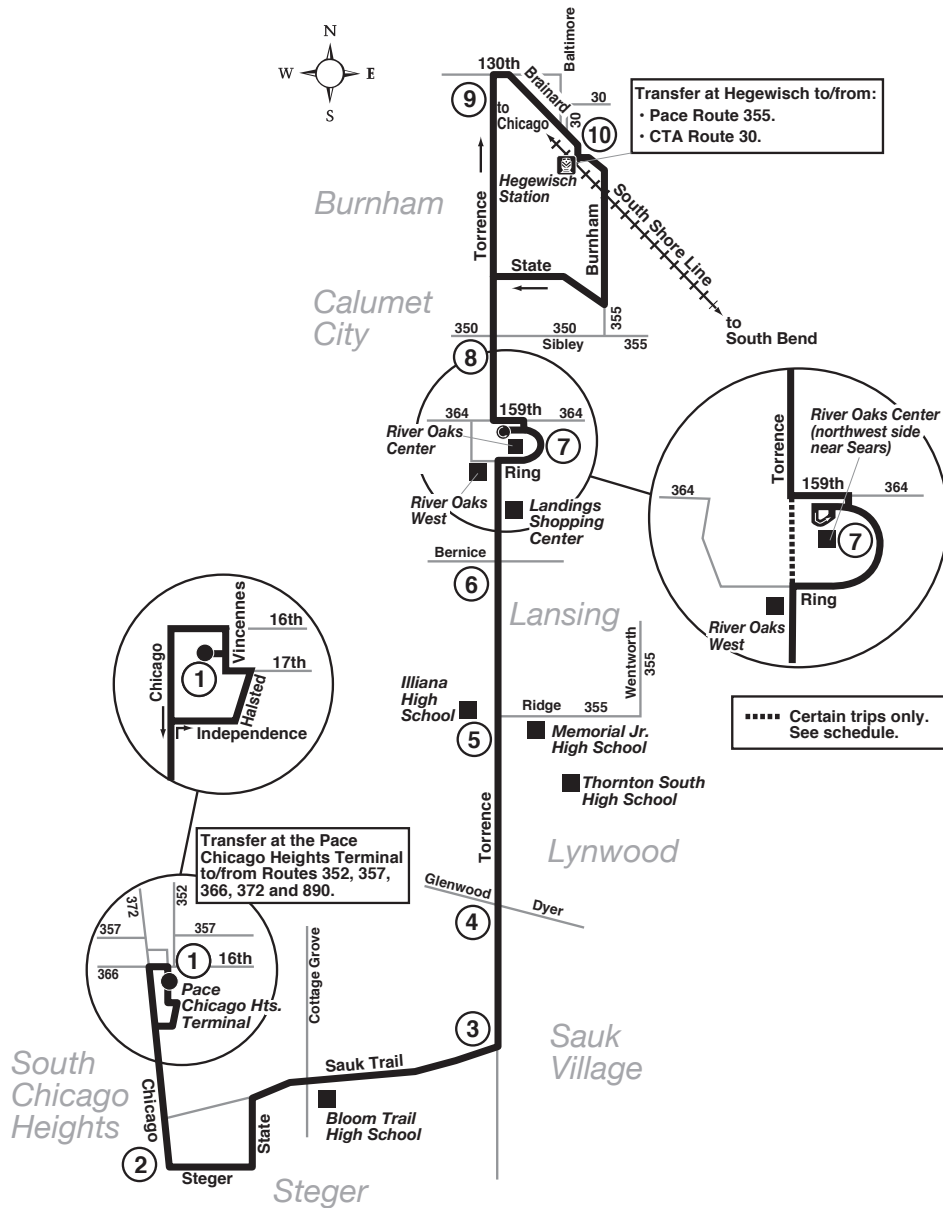 N
W E
S
130th
Baltimore
Brainard
30
30
9
to
Chicago
10
Transfer at Hegewisch to/from:
• Pace Route 355.
• CTA Route 30.
Hegewisch
Station
Burnham
Torrence
Burnham
South Shore Line
State
Calumet
City
355
to
South Bend
350
350
Sibley
355
8
364
159th
364
River Oaks
Center
7
Ring
River Oaks
West
Landings
Shopping
Center
Torrence
River Oaks Center
(northwest side
near Sears)
159th
364
364
7
Ring
River Oaks
West
Bernice
6
Lansing
Vincennes
16th
17th
Chicago
1
Halsted
Independence
Wentworth
355
Illiana
High
School
Ridge
355
5
Memorial Jr.
High School
Certain trips only.
See schedule.
Thornton South
High School
Torrence
Lynwood
Transfer at the Pace
Chicago Heights Terminal
to/from Routes 352, 357,
366, 372 and 890.
Glenwood
Dyer
4
372
352
357
357
1
16th
366
Pace
Chicago Hts.
Terminal
Cottage Grove
3
Sauk
Village
Sauk Trail
South
Chicago
Heights
Chicago
State
Bloom Trail
High School
2
Steger
Steger